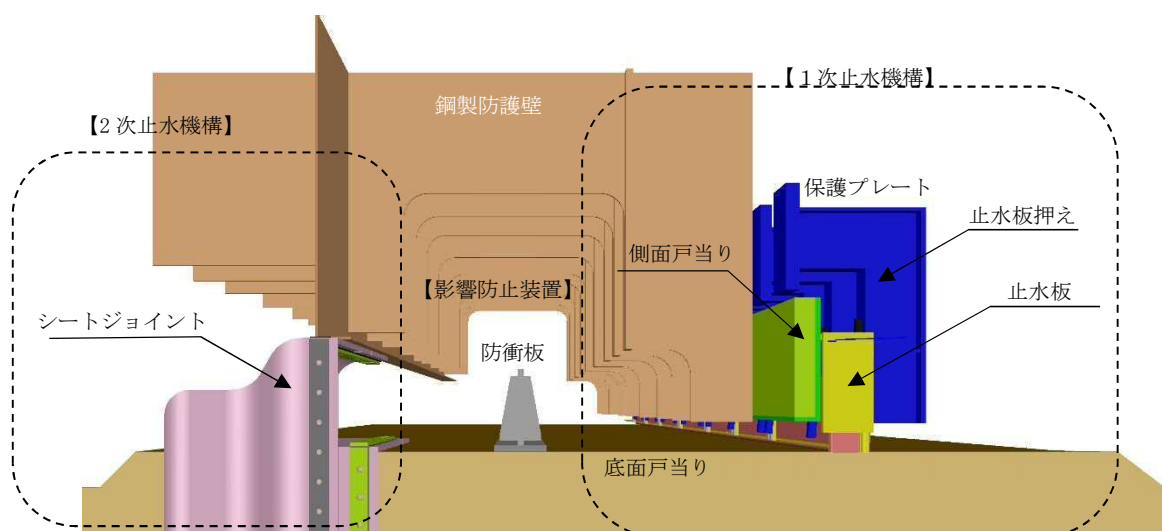 【1次止水機構】
鋼製防護壁
【2次止水機構】
保護プレート
止水板押え
側面戸当り
【影響防止装置】
止水板
シートジョイント
防衝板
底面戸当り